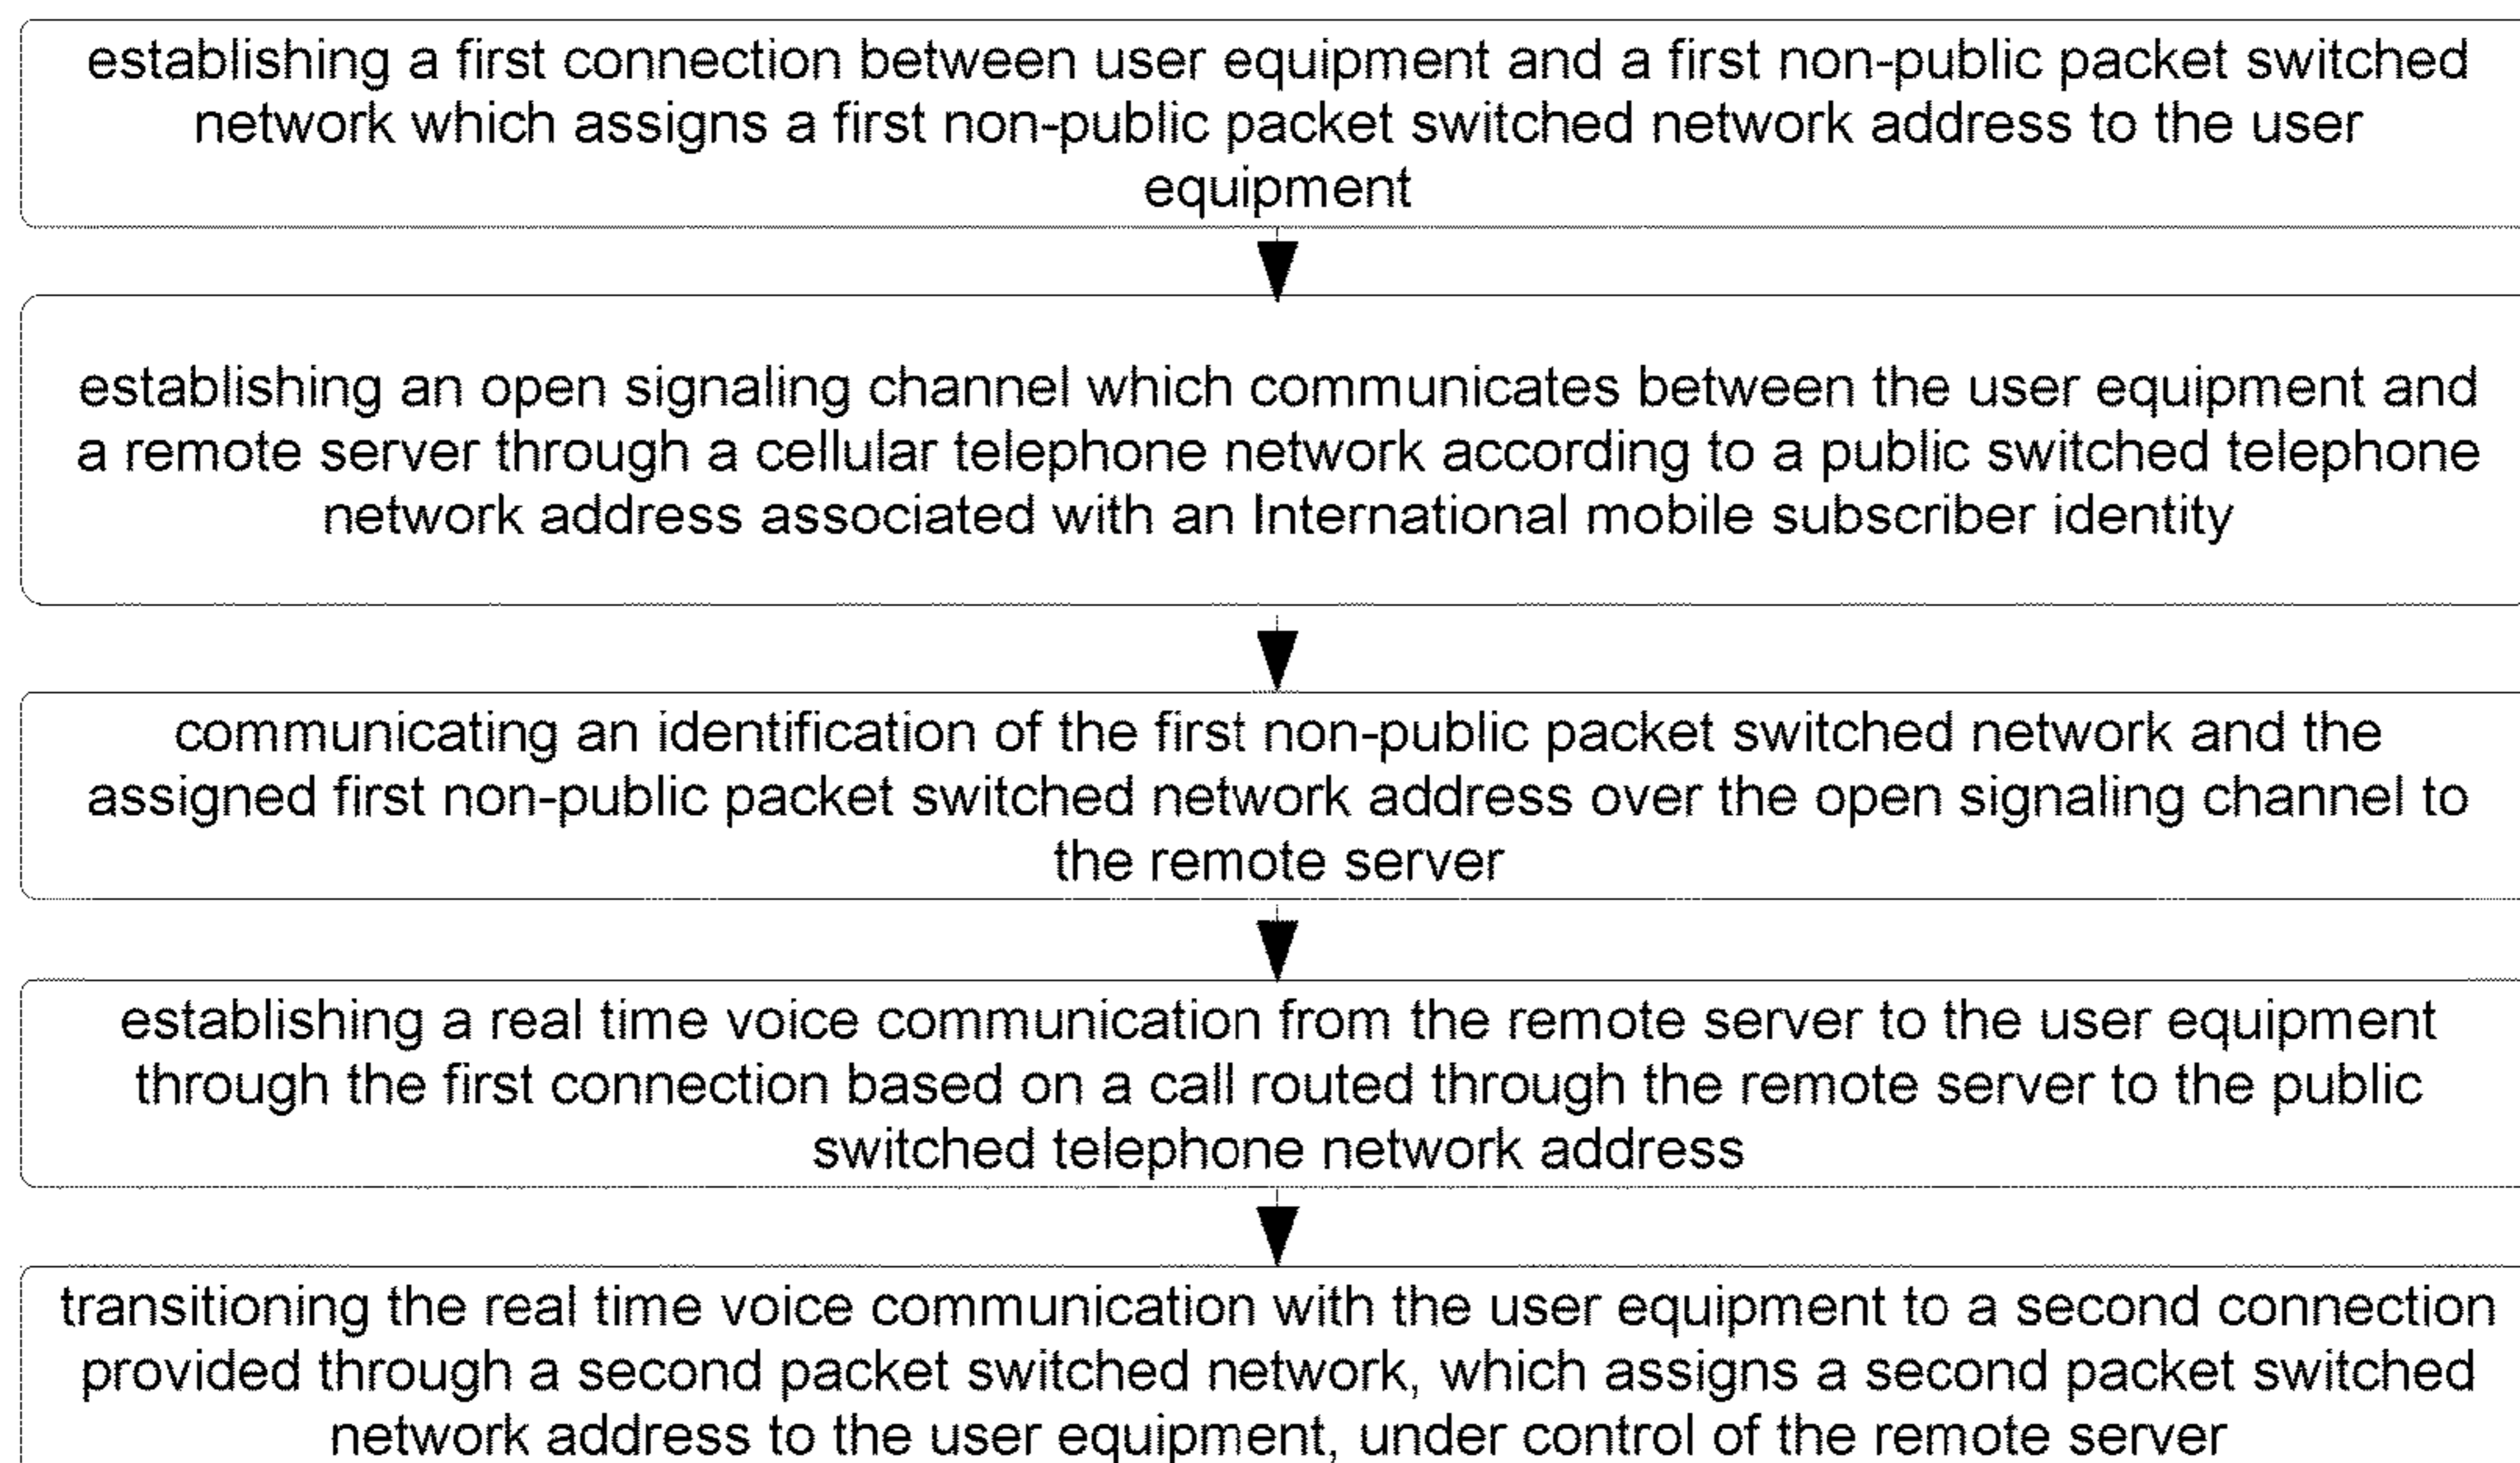 establishing a first connection between user equipment and a first non-public packet switched
network which assigns a first non-public packet switched network address to the user
equipment
establishing an open signaling channel which communicates between the user equipment and
a remote server through a cellular telephone network according to a public switched telephone
network address associated with an International mobile subscriber identity
communicating an identification of the first non-public packet switched network and the
assigned first non-public packet switched network address over the open signaling channel to
the remote server
establishing a real time voice communication from the remote server to the user equipment
through the first connection based on a call routed through the remote server to the public
switched telephone network address
transitioning the real time voice communication with the user equipment to a second connection
provided through a second packet switched network, which assigns a second packet switched
network address to the user equipment, under control of the remote server